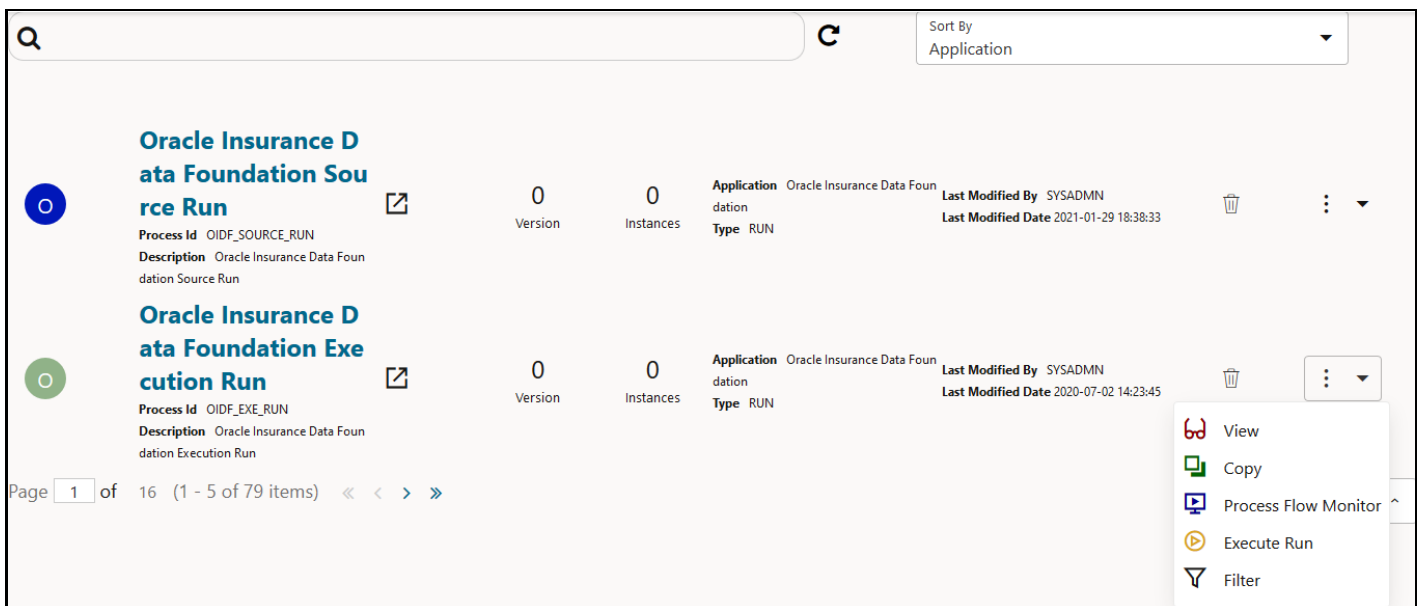 Sort By
Application
Oracle Insurance D
ata Foundation Sou
rce Run
Process Id OIDF_SOURCE_RUN
Description Oracle Insurance Data Foun
dation Source Run
O
0
Version
0
Instances
Application Oracle Insurance Data Foun
dation
Type RUN
Last Modified By SYSADMN
Last Modified Date 2021-01-29 18:38:33
Oracle Insurance D
ata Foundation Exe
cution Run
Process Id OIDF_EXE_RUN
Description Oracle Insurance Data Foun
dation Execution Run
O
0
Version
0
Instances
Application Oracle Insurance Data Foun
dation
Type RUN
Last Modified By SYSADMN
Last Modified Date 2020-07-02 14:23:45
View
Copy
Process Flow Monitor
Execute Run
Filter
Page 1 of 16 (1 - 5 of 79 items)